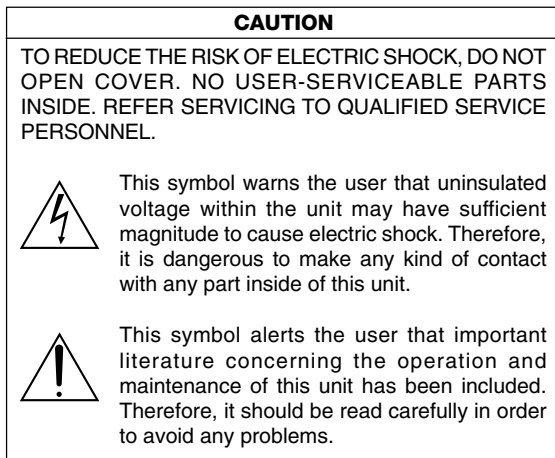 CAUTION
TO REDUCE THE RISK OF ELECTRIC SHOCK, DO NOT
OPEN COVER. NO USER-SERVICEABLE PARTS
INSIDE. REFER SERVICING TO QUALIFIED SERVICE
PERSONNEL.
This symbol warns the user that uninsulated
voltage within the unit may have sufficient
magnitude to cause electric shock. Therefore,
it is dangerous to make any kind of contact
with any part inside of this unit.
This symbol alerts the user that important
literature concerning the operation and
maintenance of this unit has been included.
Therefore, it should be read carefully in order
to avoid any problems.